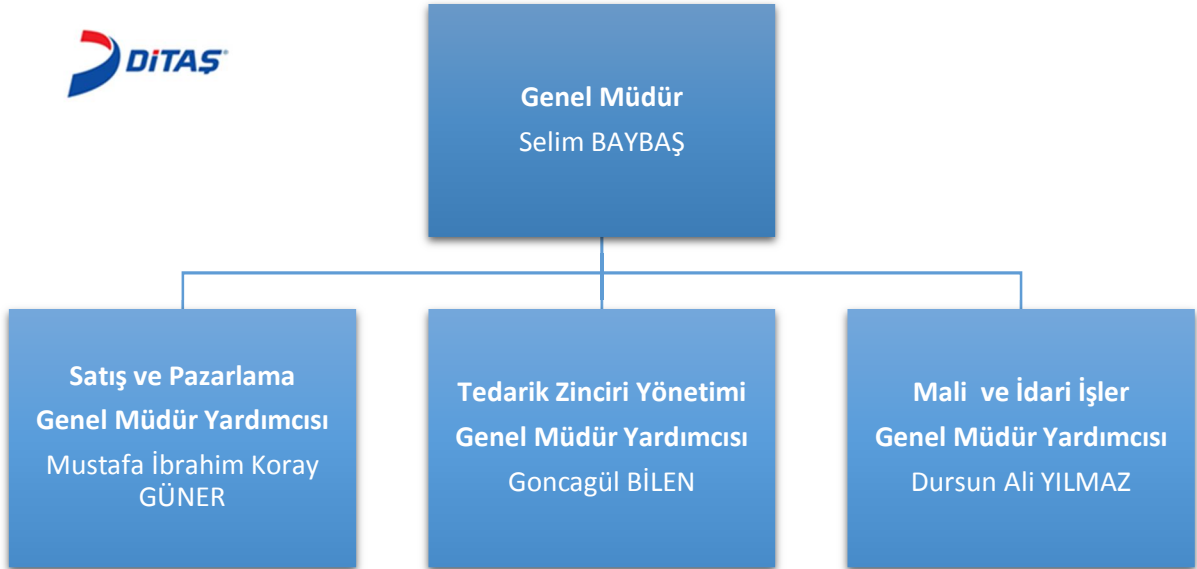 DİTAŞ
Genel Müdür
Selim BAYBAŞ
Satış ve Pazarlama
Genel Müdür Yardımcısı
Mustafa İbrahim Koray
GÜNER
Tedarik Zinciri Yönetimi
Genel Müdür Yardımcısı
Goncagül BİLEN
Mali ve İdari İşler
Genel Müdür Yardımcısı
Dursun Ali YILMAZ